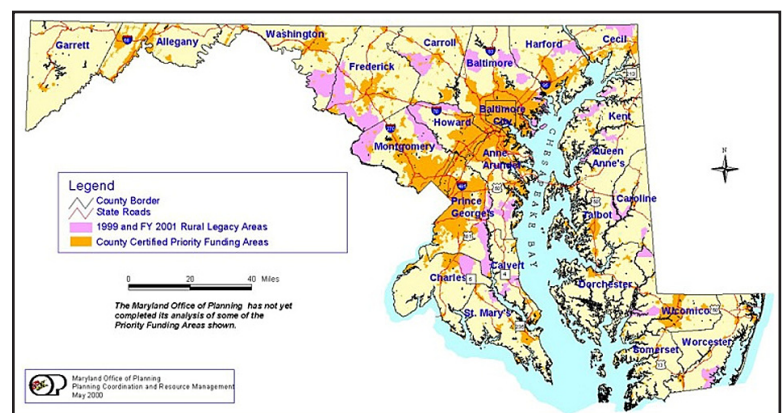 Garrett
Allegany
Washington
Frederick
Carroll
Baltimore
Harford
Cecil
Baltimore
City
Howard
Montgomery
Anne
Arundel
Kent
Queen
Anne's
CHESAPEAKE BAY
Prince
George's
Caroline
Talbot
Charles
Calvert
St. Mary's
Dorchester
Wicomico
Somerset
Worcester
Legend
County Border
State Roads
1999 and FY 2001 Rural Legacy Areas
County Certified Priority Funding Areas
0 20 40 Miles
The Maryland Office of Planning has not yet
completed its analysis of some of the
Priority Funding Areas shown.
Maryland Office of Planning
Planning Coordination and Resource Management
May 2000